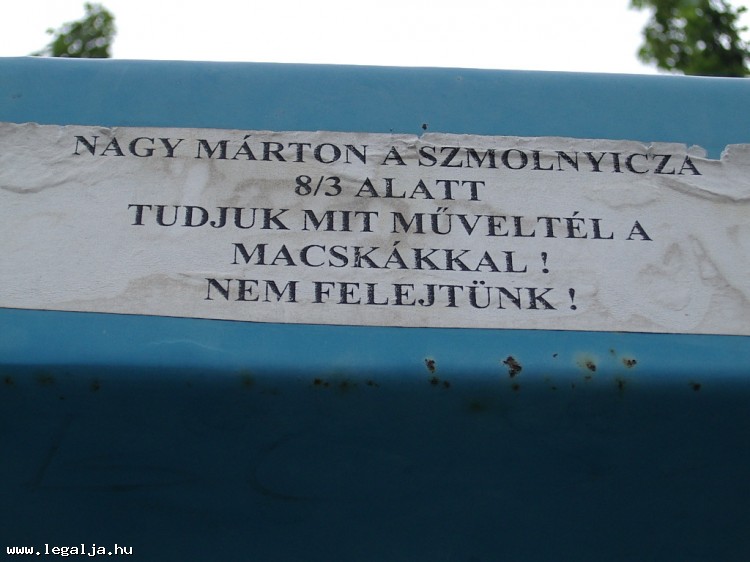 NAGY MÁRTON A SZMOLNYICZA
8/3 ALATT
TUDJUK MIT MŰVELTÉL A
MACSKÁKKAL !
NEM FELEJTÜNK !
www.legalja.hu